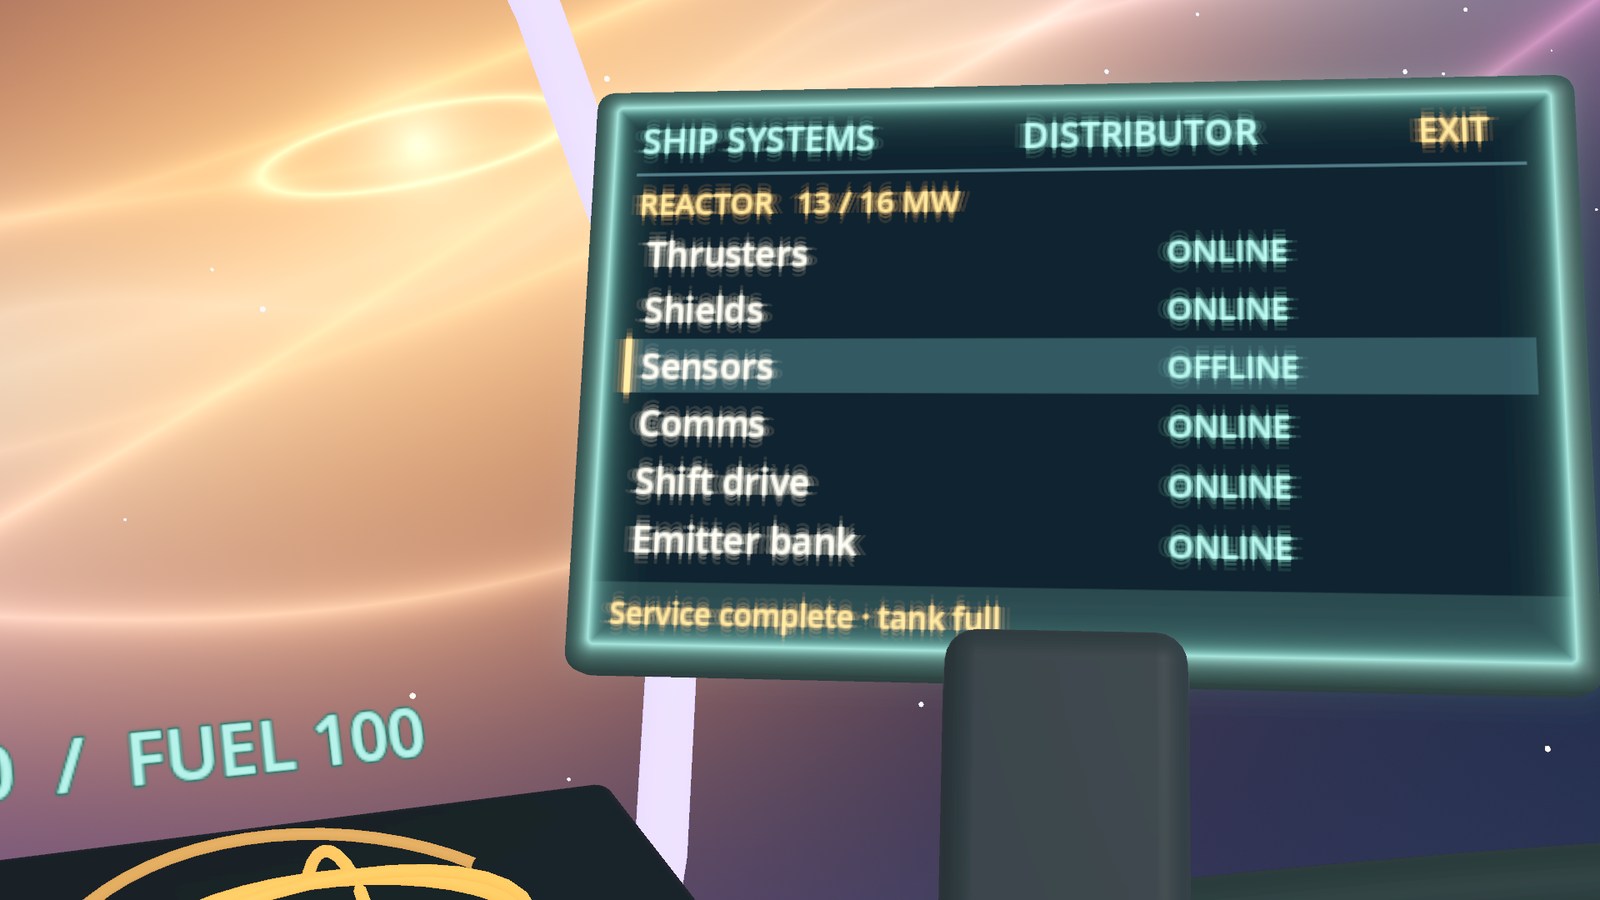 SHIP SYSTEMS DISTRIBUTOR EXIT
REACTOR 13 / 16 MW
Thrusters ONLINE
Shields ONLINE
Sensors OFFLINE
Comms ONLINE
Shift drive ONLINE
Emitter bank ONLINE
Service complete · tank full
/ FUEL 100